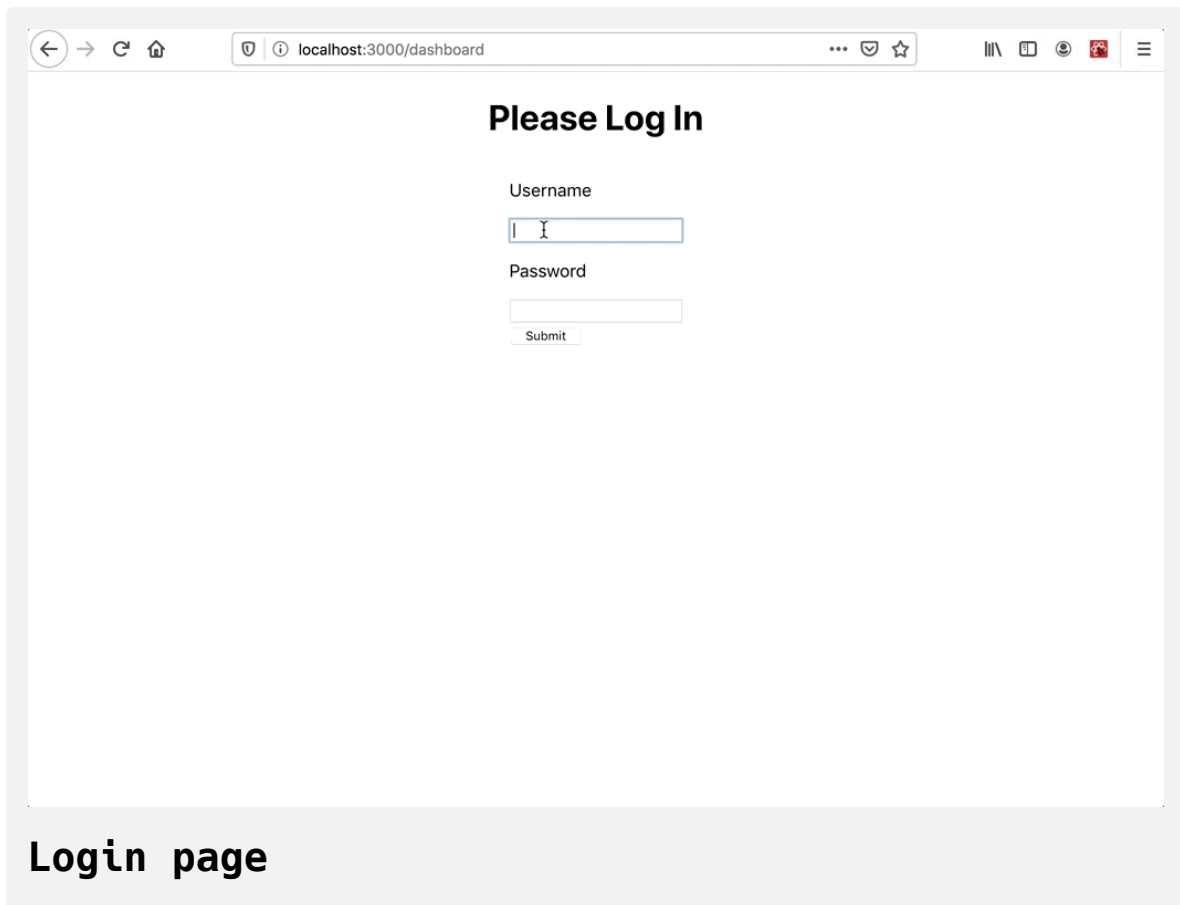 localhost:3000/dashboard
Please Log In
Username
Password
Submit
Login page